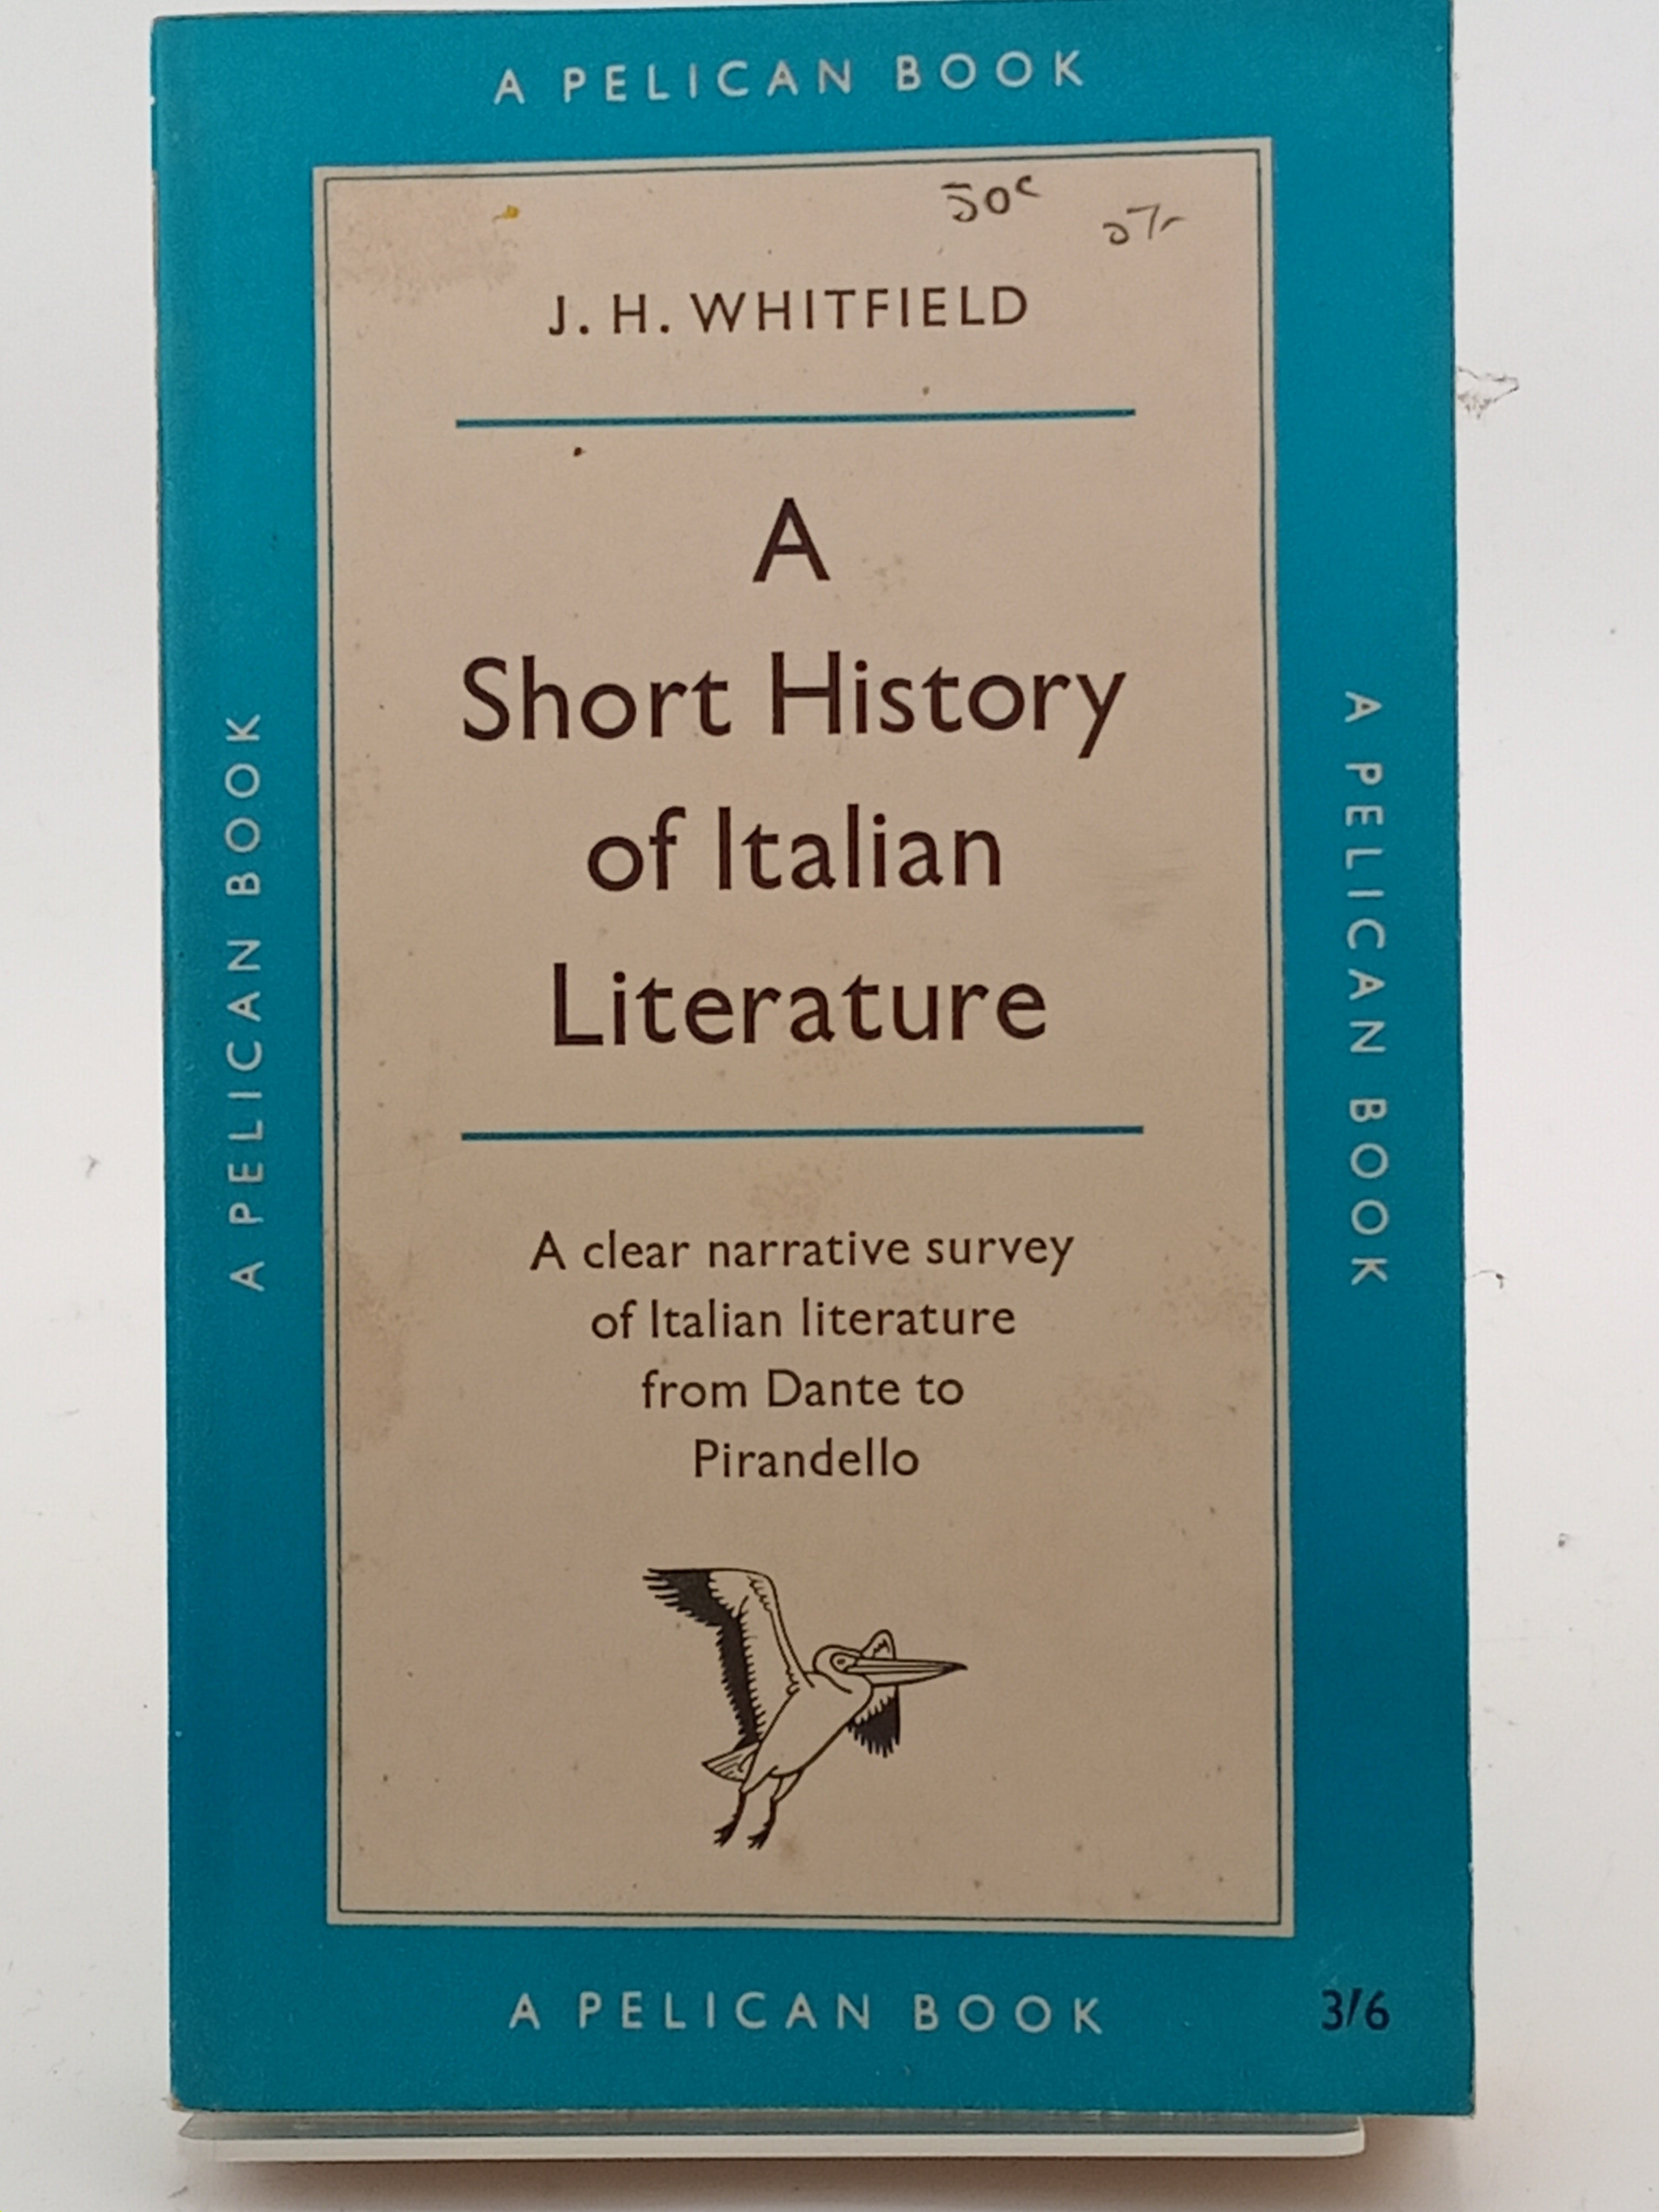 A PELICAN BOOK
50c
J. H. WHITFIELD
A
Short History
of Italian
Literature
A clear narrative survey
of Italian literature
from Dante to
Pirandello
A PELICAN BOOK
A PELICAN BOOK
A PELICAN BOOK
3/6